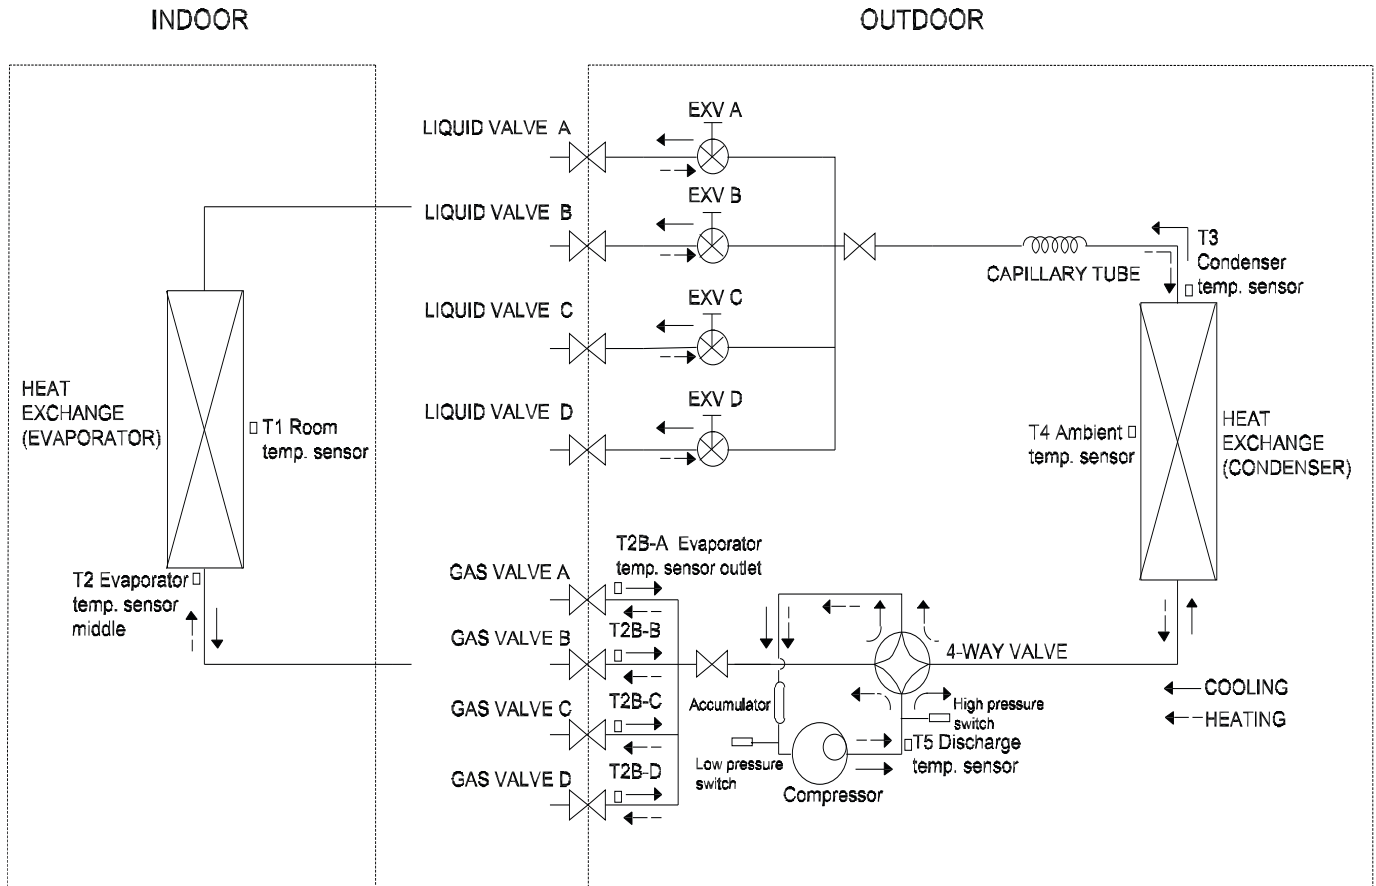 INDOOR
OUTDOOR
LIQUID VALVE A
EXV A
LIQUID VALVE B
EXV B
LIQUID VALVE C
EXV C
LIQUID VALVE D
EXV D
CAPILLARY TUBE
T3
Condenser
temp. sensor
HEAT
EXCHANGE
(EVAPORATOR)
T1 Room
temp. sensor
T4 Ambient
temp. sensor
HEAT
EXCHANGE
(CONDENSER)
T2 Evaporator
temp. sensor
middle
GAS VALVE A
T2B-A Evaporator
temp. sensor outlet
GAS VALVE B
T2B-B
GAS VALVE C
T2B-C
GAS VALVE D
T2B-D
4-WAY VALVE
Accumulator
High pressure
switch
Low pressure
switch
T5 Discharge
temp. sensor
Compressor
COOLING
HEATING